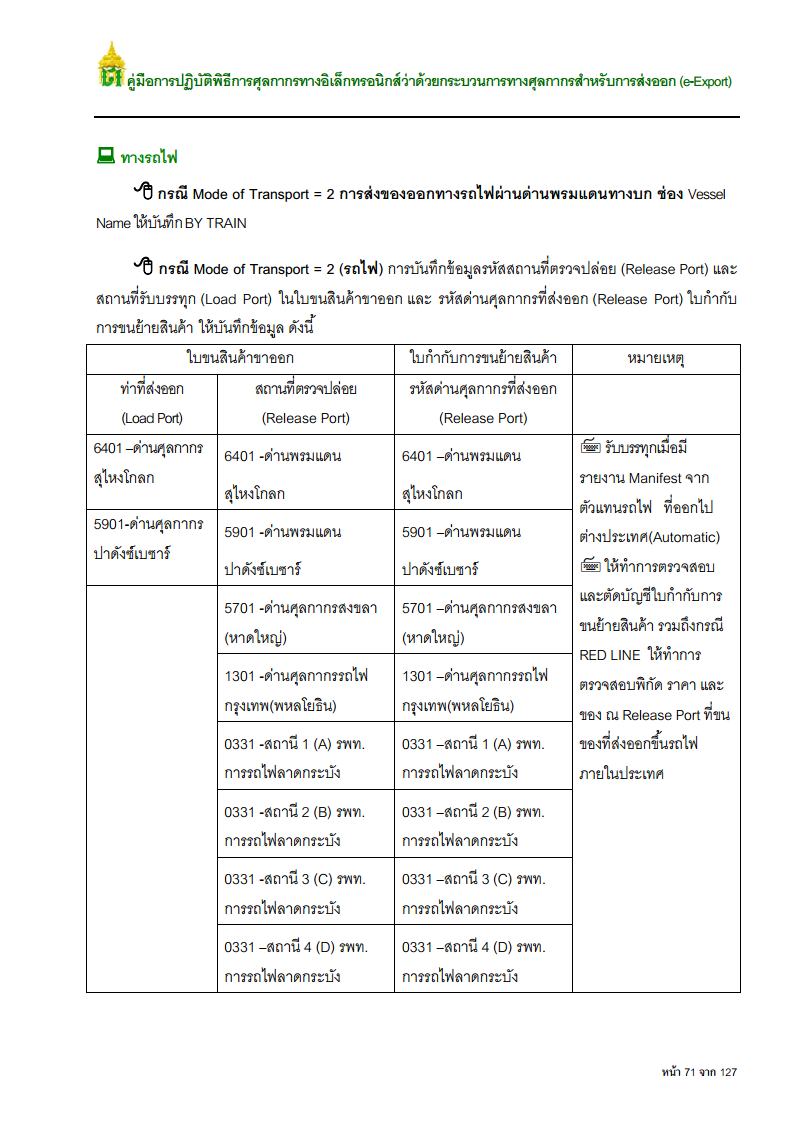 คู่มือการปฏิบัติพิธีการศุลกากรทางอิเล็กทรอนิกส์ว่าด้วยกระบวนการทางศุลกากรสำหรับการส่งออก (e-Export)
ทางรถไฟ
กรณี Mode of Transport = 2 การส่งของออกทางรถไฟผ่านด่านพรมแดนทางบก ช่อง Vessel
Name ให้บันทึก BY TRAIN
กรณี Mode of Transport = 2 (รถไฟ) การบันทึกข้อมูลรหัสสถานที่ตรวจปล่อย (Release Port) และ
สถานที่รับบรรทุก (Load Port) ในใบขนสินค้าขาออก และ รหัสด่านศุลกากรที่ส่งออก (Release Port) ใบกำกับ
การขนย้ายสินค้า ให้บันทึกข้อมูล ดังนี้
ใบขนสินค้าขาออก
ใบกำกับการขนย้ายสินค้า
หมายเหตุ
ท่าที่ส่งออก
(Load Port)
สถานที่ตรวจปล่อย
(Release Port)
รหัสด่านศุลกากรที่ส่งออก
(Release Port)
6401 –ด่านศุลกากร
สุไหงโกลก
6401 -ด่านพรมแดน
สุไหงโกลก
6401 –ด่านพรมแดน
สุไหงโกลก
5901-ด่านศุลกากร
ปาดังซ์เบซาร์
5901 -ด่านพรมแดน
ปาดังซ์เบซาร์
5901 –ด่านพรมแดน
ปาดังซ์เบซาร์
5701 -ด่านศุลกากรสงขลา
(หาดใหญ่)
5701 –ด่านศุลกากรสงขลา
(หาดใหญ่)
1301 -ด่านศุลกากรรถไฟ
กรุงเทพ(พหลโยธิน)
1301 –ด่านศุลกากรรถไฟ
กรุงเทพ(พหลโยธิน)
0331 -สถานี 1 (A) รพท.
การรถไฟลาดกระบัง
0331 –สถานี 1 (A) รพท.
การรถไฟลาดกระบัง
0331 -สถานี 2 (B) รพท.
การรถไฟลาดกระบัง
0331 –สถานี 2 (B) รพท.
การรถไฟลาดกระบัง
0331 -สถานี 3 (C) รพท.
การรถไฟลาดกระบัง
0331 –สถานี 3 (C) รพท.
การรถไฟลาดกระบัง
0331 –สถานี 4 (D) รพท.
การรถไฟลาดกระบัง
0331 –สถานี 4 (D) รพท.
การรถไฟลาดกระบัง
รับบรรทุกเมื่อมี
รายงาน Manifest จาก
ตัวแทนรถไฟ ที่ออกไป
ต่างประเทศ(Automatic)
ให้ทำการตรวจสอบ
และตัดบัญชีใบกำกับการ
ขนย้ายสินค้า รวมถึงกรณี
RED LINE ให้ทำการ
ตรวจสอบพิกัด ราคา และ
ของ ณ Release Port ที่ขน
ของที่ส่งออกขึ้นรถไฟ
ภายในประเทศ
หน้า 71 จาก 127